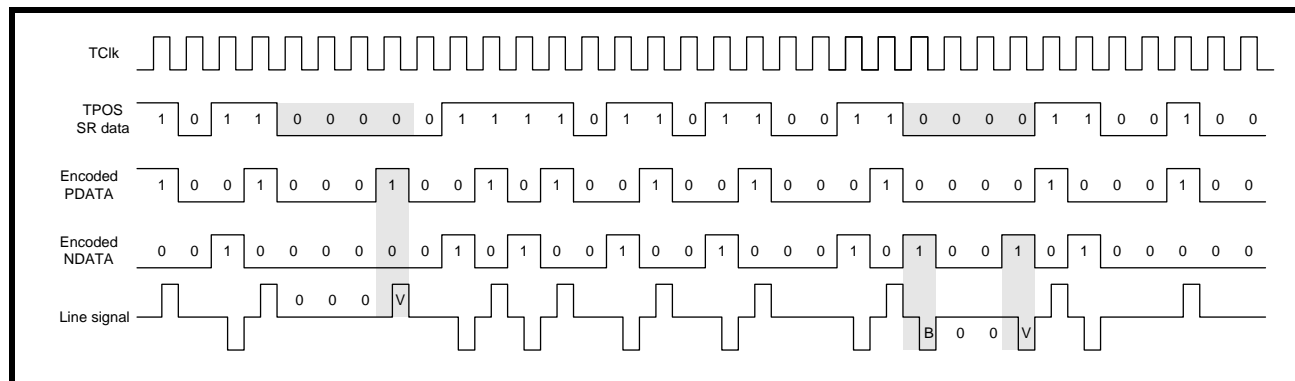 TClk
TPOS
SR data
1 0 1 1 0 0 0 0 0 1 1 1 1 0 1 1 0 1 1 0 0 1 1 0 0 0 0 1 1 0 0 1 0 0
Encoded
PDATA
1 0 0 1 0 0 0 1 0 0 1 0 1 0 0 1 0 0 1 0 0 0 1 0 0 0 0 1 0 0 0 1 0 0
Encoded
NDATA
0 0 1 0 0 0 0 0 0 1 0 1 0 0 1 0 0 1 0 0 0 1 0 1 0 0 1 0 1 0 0 0 0 0
Line signal
0 0 0 V
B 0 0 V